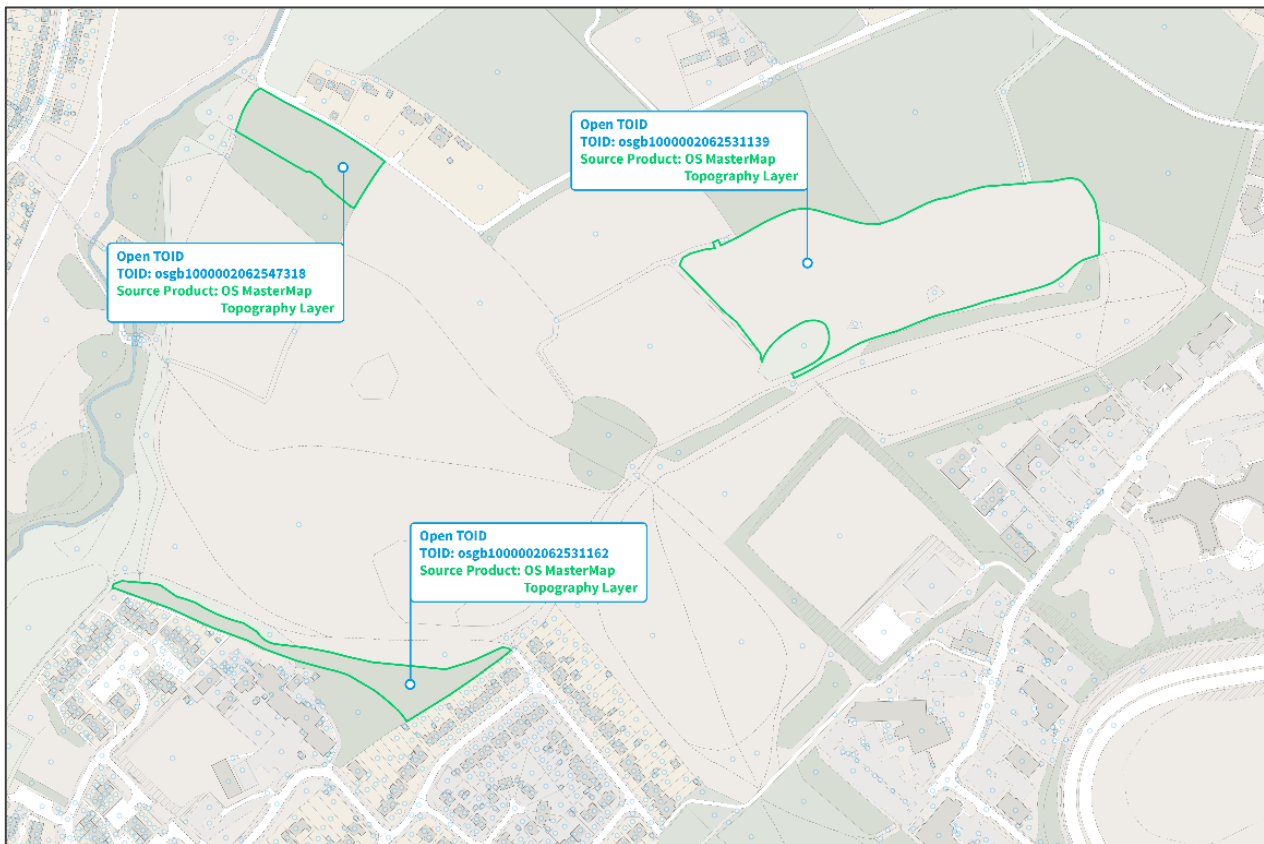 Open TOID
TOID: osgb1000002062531139
Source Product: OS MasterMap
Topography Layer
Open TOID
TOID: osgb1000002062547318
Source Product: OS MasterMap
Topography Layer
Open TOID
TOID: osgb1000002062531162
Source Product: OS MasterMap
Topography Layer